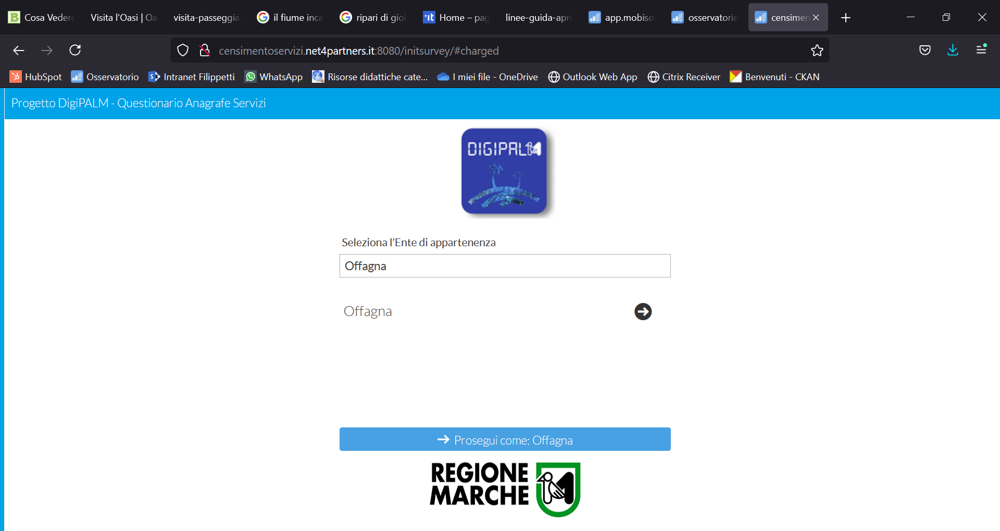 Cosa Vedere
Visita l'Oasi | Oa
visita-passeggia
il fiume inca
ripari di giol
Home – pag
linee-guida-apri
app.mobiso
osservatorio
censimen
censimentoservizi.net4partners.it:8080/initsurvey/#charged
HubSpot
Osservatorio
Intranet Filippetti
WhatsApp
Risorse didattiche cate...
I miei file - OneDrive
Outlook Web App
Citrix Receiver
Benvenuti - CKAN
Progetto DigiPALM - Questionario Anagrafe Servizi
DIGIPALM
Seleziona l'Ente di appartenenza
Offagna
Offagna
Prosegui come: Offagna
REGIONE
MARCHE